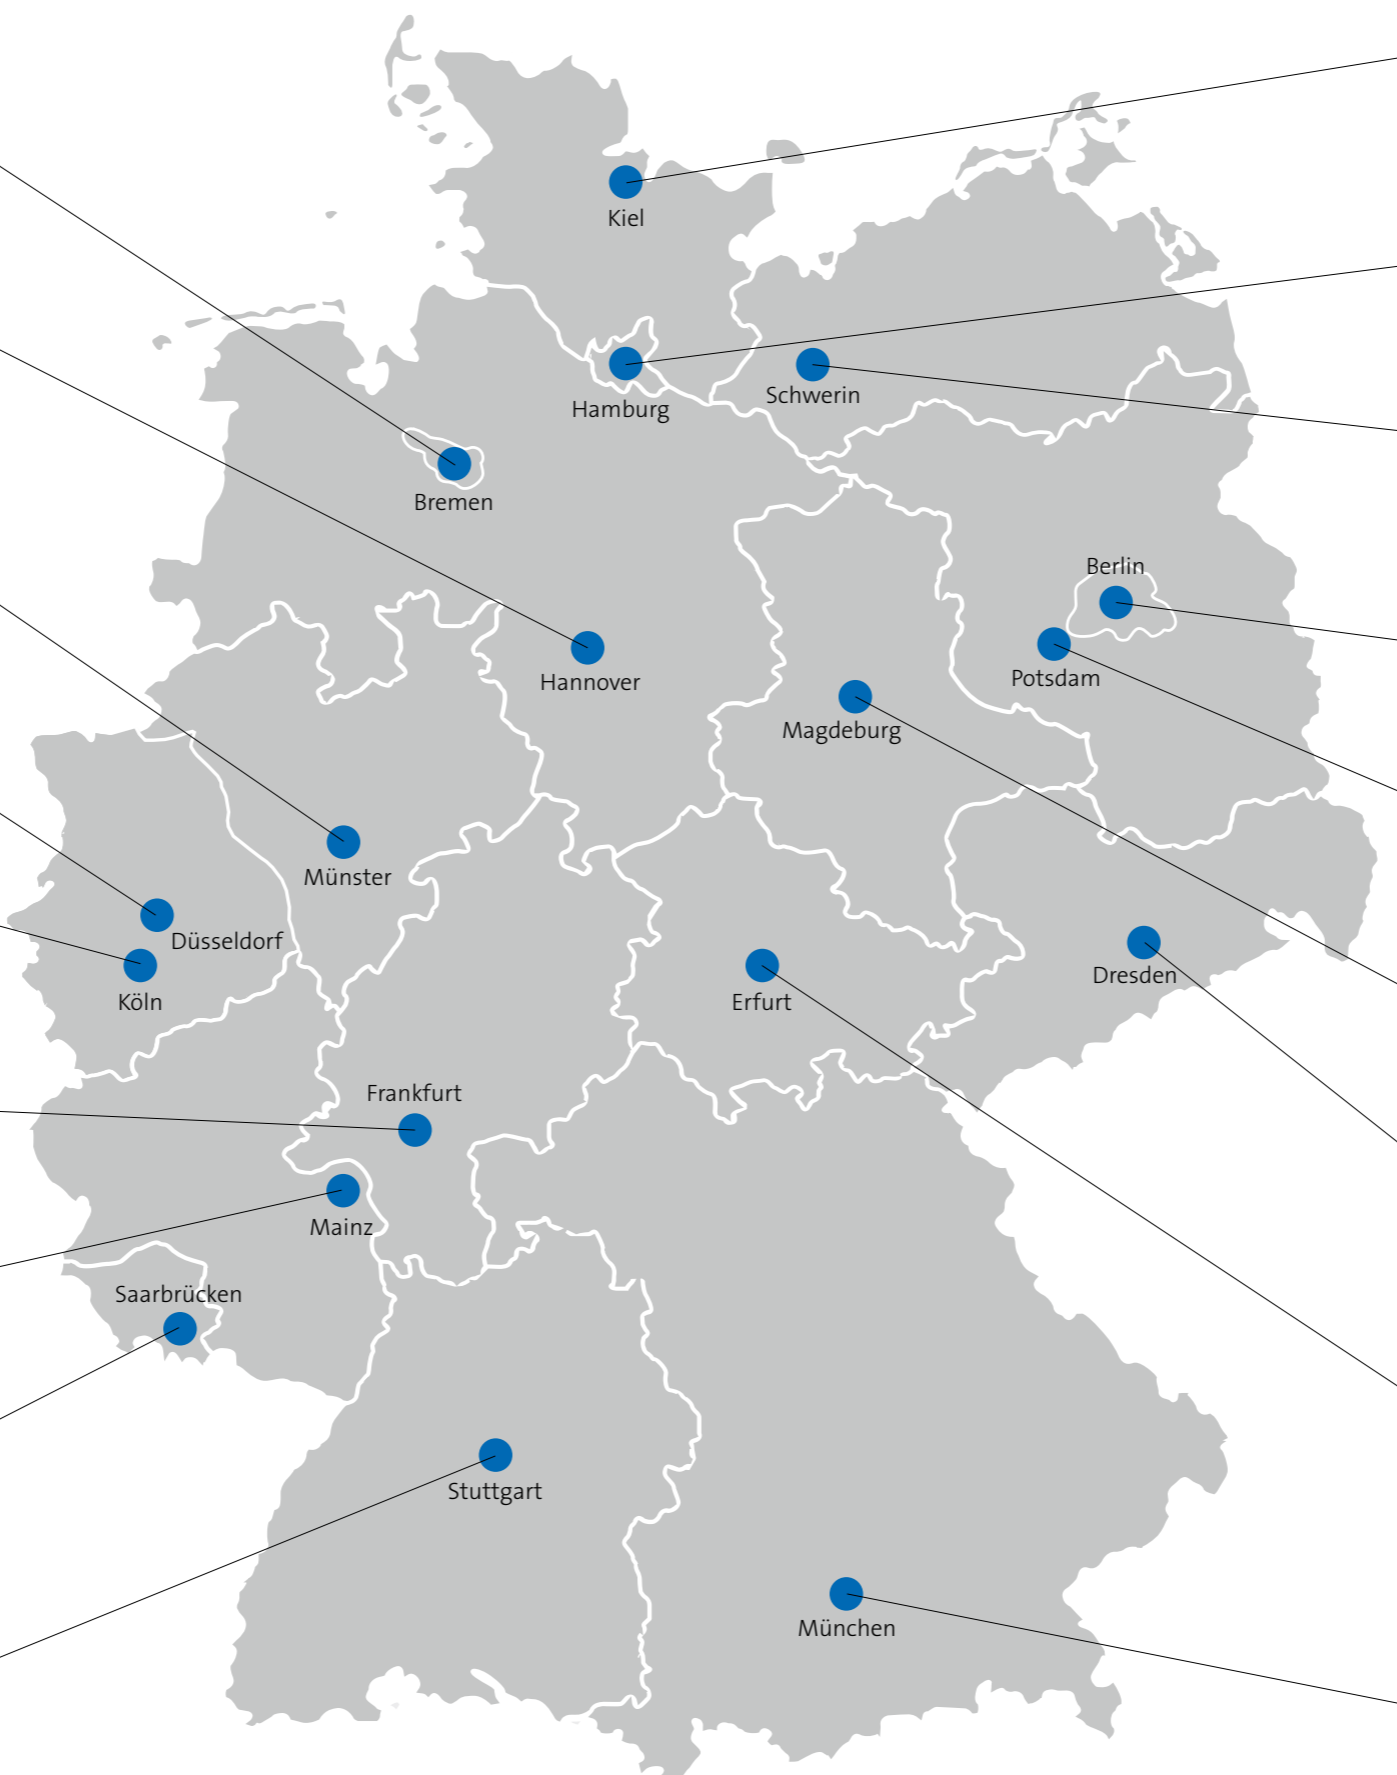 Kiel
Schwerin
Hamburg
Bremen
Berlin
Potsdam
Hannover
Magdeburg
Münster
Düsseldorf
Dresden
Köln
Erfurt
Frankfurt
Mainz
Saarbrücken
Stuttgart
München